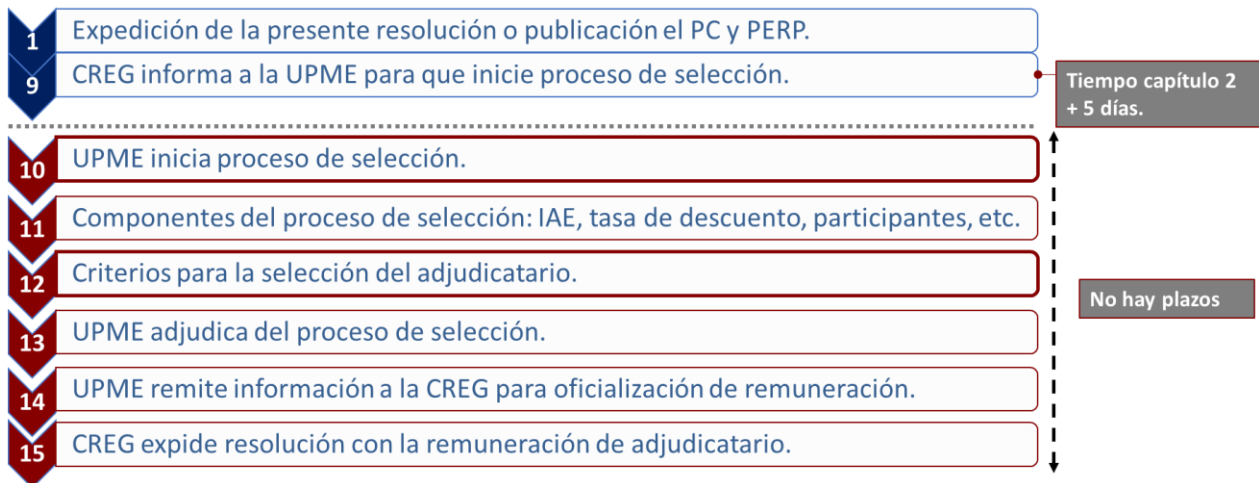 1
Expedición de la presente resolución o publicación el PC y PERP.
9
CREG informa a la UPME para que inicie proceso de selección.
Tiempo capítulo 2
+ 5 días.
10
UPME inicia proceso de selección.
11
Componentes del proceso de selección: IAE, tasa de descuento, participantes, etc.
12
Criterios para la selección del adjudicatario.
No hay plazos
13
UPME adjudica del proceso de selección.
14
UPME remite información a la CREG para oficialización de remuneración.
15
CREG expide resolución con la remuneración de adjudicatario.